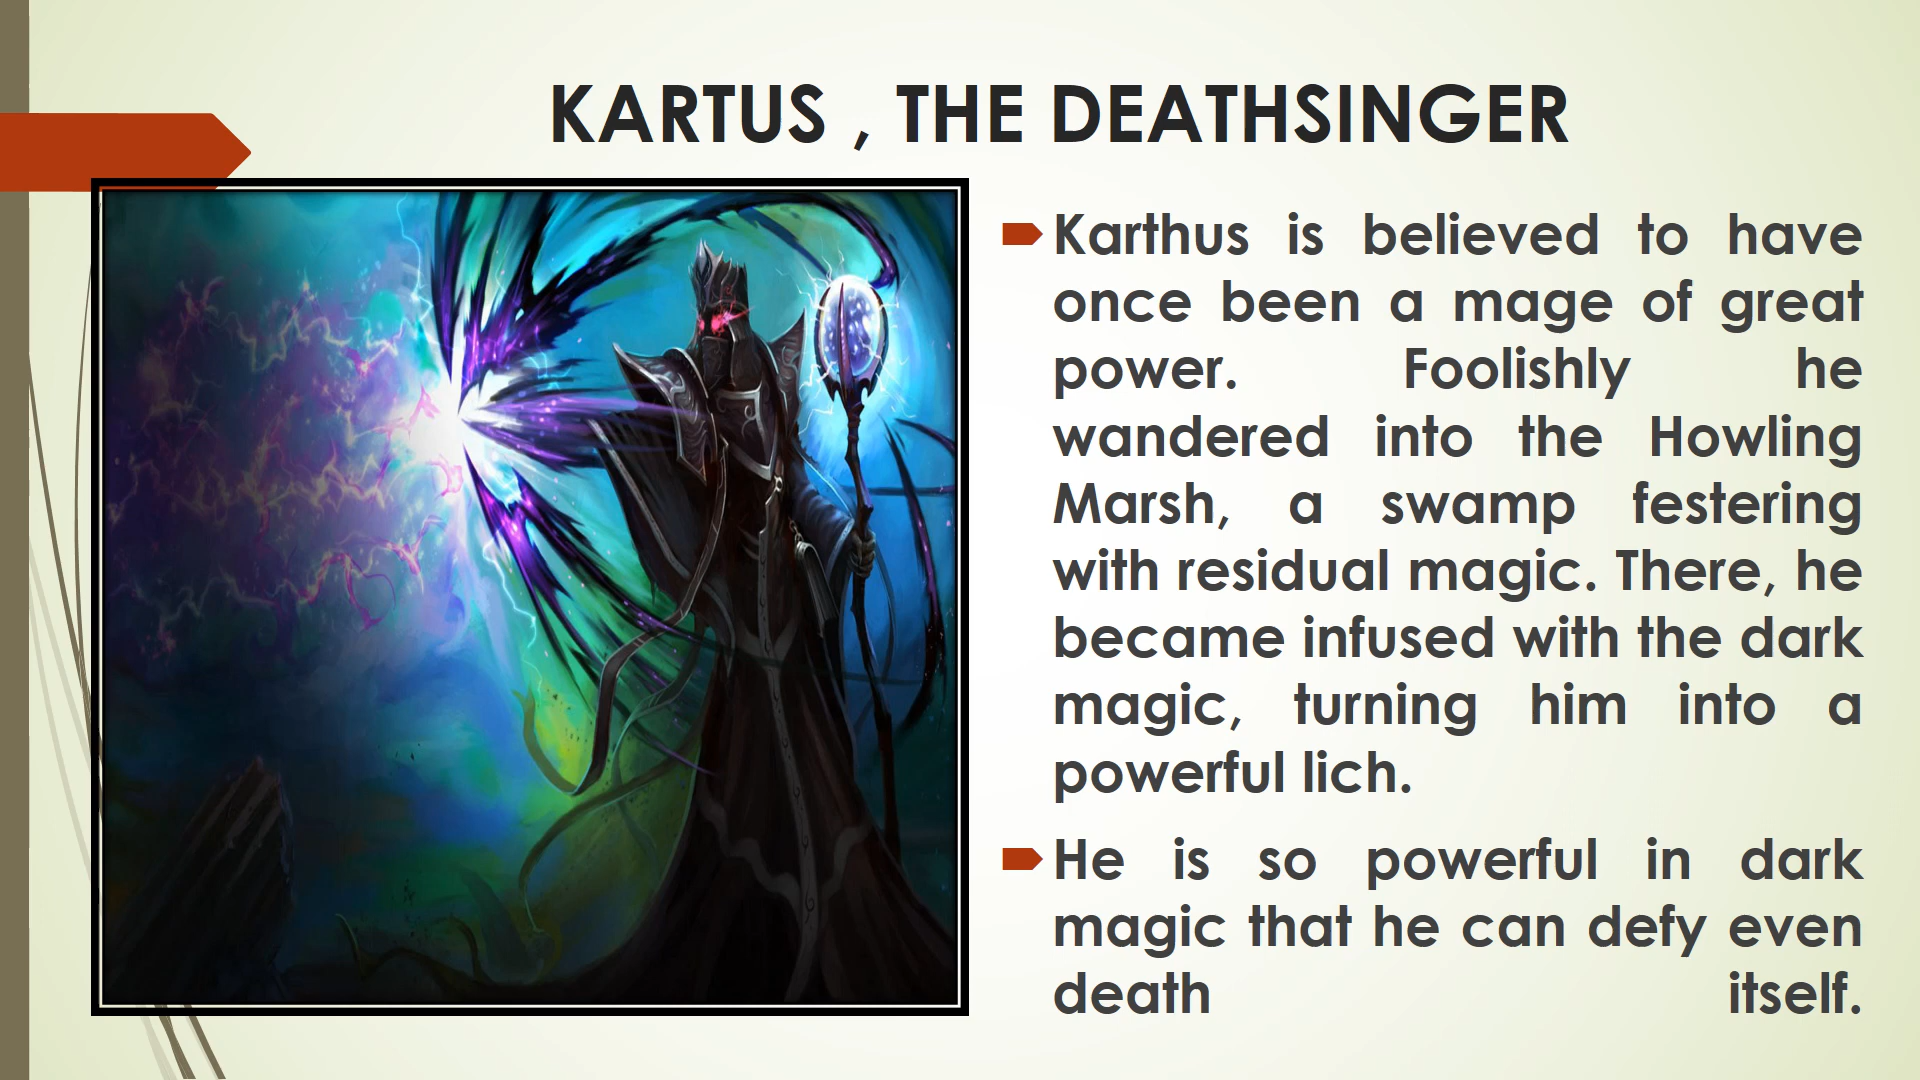 KARTUS , THE DEATHSINGER
Karthus is believed to have
once been a mage of great
power. Foolishly he
wandered into the Howling
Marsh, a swamp festering
with residual magic. There, he
became infused with the dark
magic, turning him into a
powerful lich.
He is so powerful in dark
magic that he can defy even
death itself.